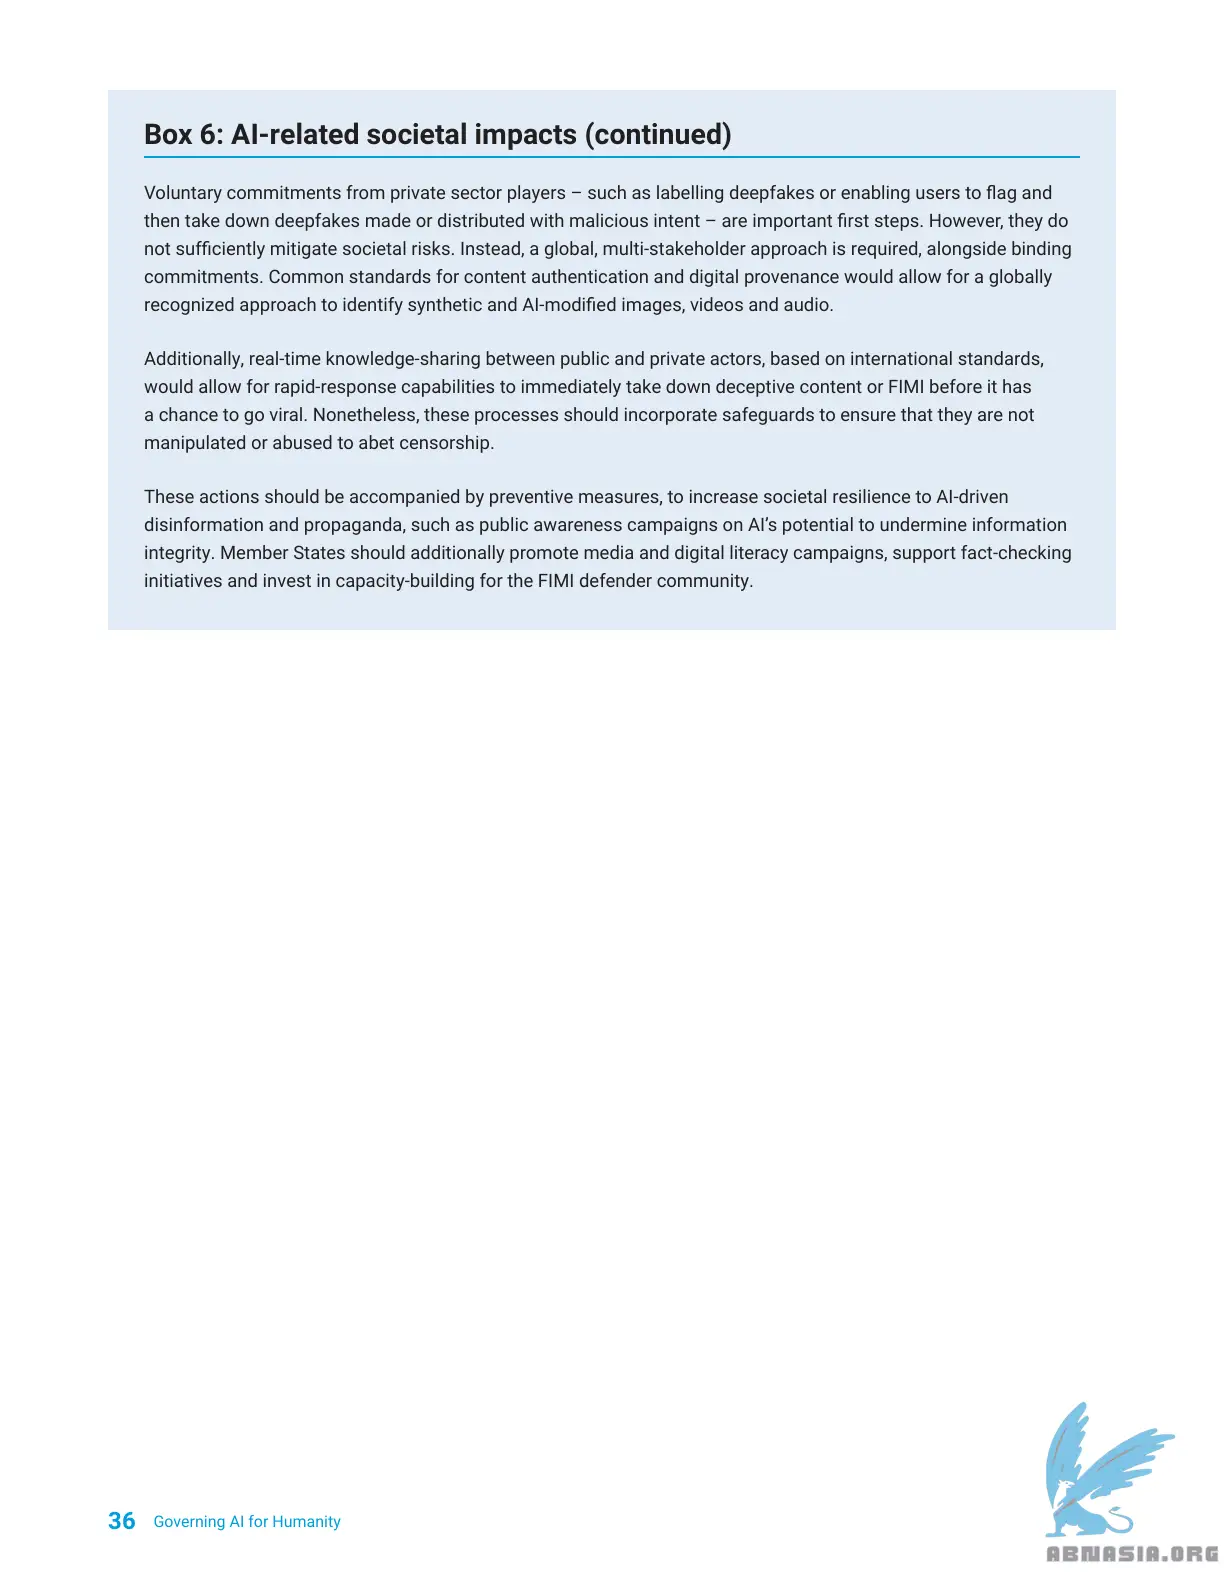 Box 6: AI-related societal impacts (continued)
Voluntary commitments from private sector players – such as labelling deepfakes or enabling users to flag and
then take down deepfakes made or distributed with malicious intent – are important first steps. However, they do
not sufficiently mitigate societal risks. Instead, a global, multi-stakeholder approach is required, alongside binding
commitments. Common standards for content authentication and digital provenance would allow for a globally
recognized approach to identify synthetic and AI-modified images, videos and audio.
Additionally, real-time knowledge-sharing between public and private actors, based on international standards,
would allow for rapid-response capabilities to immediately take down deceptive content or FIMI before it has
a chance to go viral. Nonetheless, these processes should incorporate safeguards to ensure that they are not
manipulated or abused to abet censorship.
These actions should be accompanied by preventive measures, to increase societal resilience to AI-driven
disinformation and propaganda, such as public awareness campaigns on AI’s potential to undermine information
integrity. Member States should additionally promote media and digital literacy campaigns, support fact-checking
initiatives and invest in capacity-building for the FIMI defender community.
36 Governing AI for Humanity
ABNASIA.ORG